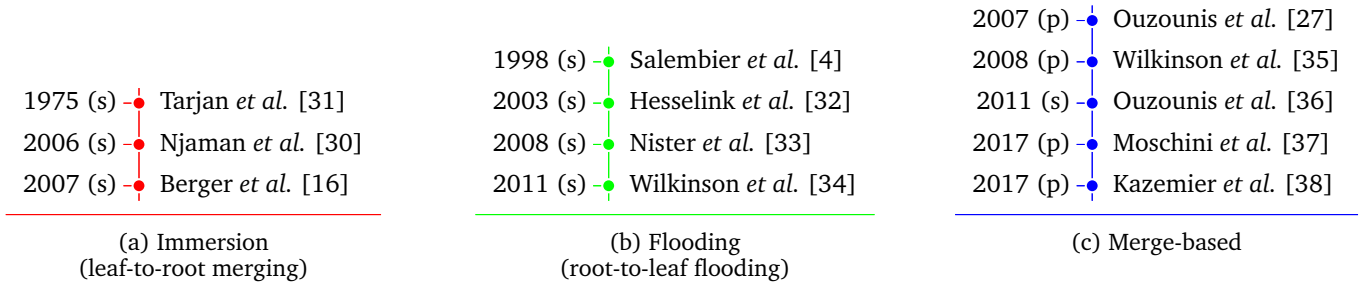 1975 (s) Tarjan et al. [31]
2006 (s) Njaman et al. [30]
2007 (s) Berger et al. [16]
(a) Immersion
(leaf-to-root merging)
1998 (s) Salembier et al. [4]
2003 (s) Hesselink et al. [32]
2008 (s) Nister et al. [33]
2011 (s) Wilkinson et al. [34]
(b) Flooding
(root-to-leaf flooding)
2007 (p) Ouzounis et al. [27]
2008 (p) Wilkinson et al. [35]
2011 (s) Ouzounis et al. [36]
2017 (p) Moschini et al. [37]
2017 (p) Kazemier et al. [38]
(c) Merge-based